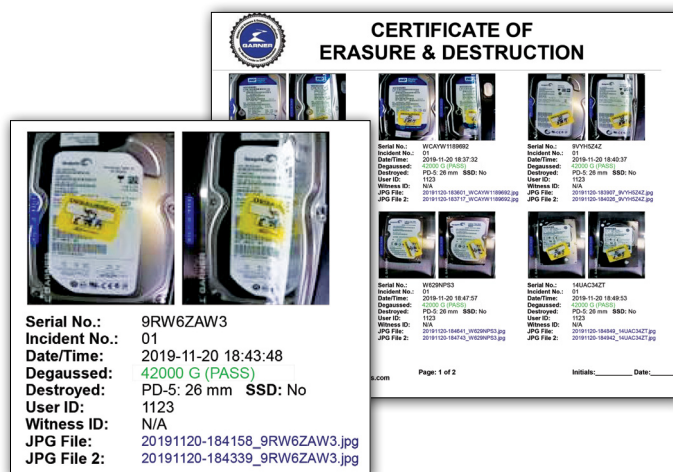 GARNER
CERTIFICATE OF
ERASURE & DESTRUCTION
Serial No.: WCAYW1189692
Incident No.: 01
Date/Time: 2019-11-20 18:37:32
Degaussed: 42000 G (PASS)
Destroyed: PD-5: 26 mm SSD: No
User ID: 1123
Witness ID: N/A
JPG File: 20191120-183601_WCAYW1189692.jpg
JPG File 2: 20191120-183717_WCAYW1189692.jpg
Serial No.: 9VYH5Z4Z
Incident No.: 01
Date/Time: 2019-11-20 18:40:37
Degaussed: 42000 G (PASS)
Destroyed: PD-5: 26 mm SSD: No
User ID: 1123
Witness ID: N/A
JPG File: 20191120-183907_9VYH5Z4Z.jpg
JPG File 2: 20191120-184026_9VYH5Z4Z.jpg
Serial No.: W629NPS3
Incident No.: 01
Date/Time: 2019-11-20 18:47:57
Degaussed: 42000 G (PASS)
Destroyed: PD-5: 26 mm SSD: No
User ID: 1123
Witness ID: N/A
JPG File: 20191120-184641_W629NPS3.jpg
JPG File 2: 20191120-184743_W629NPS3.jpg
Serial No.: 14UAC34ZT
Incident No.: 01
Date/Time: 2019-11-20 18:49:53
Degaussed: 42000 G (PASS)
Destroyed: PD-5: 26 mm SSD: No
User ID: 1123
Witness ID: N/A
JPG File: 20191120-184849_14UAC34ZT.jpg
JPG File 2: 20191120-184942_14UAC34ZT.jpg
s.com Page: 1 of 2 Initials: Date:
Seagate
DEGAUSSED
Serial No.: 9RW6ZAW3
Incident No.: 01
Date/Time: 2019-11-20 18:43:48
Degaussed: 42000 G (PASS)
Destroyed: PD-5: 26 mm SSD: No
User ID: 1123
Witness ID: N/A
JPG File: 20191120-184158_9RW6ZAW3.jpg
JPG File 2: 20191120-184339_9RW6ZAW3.jpg